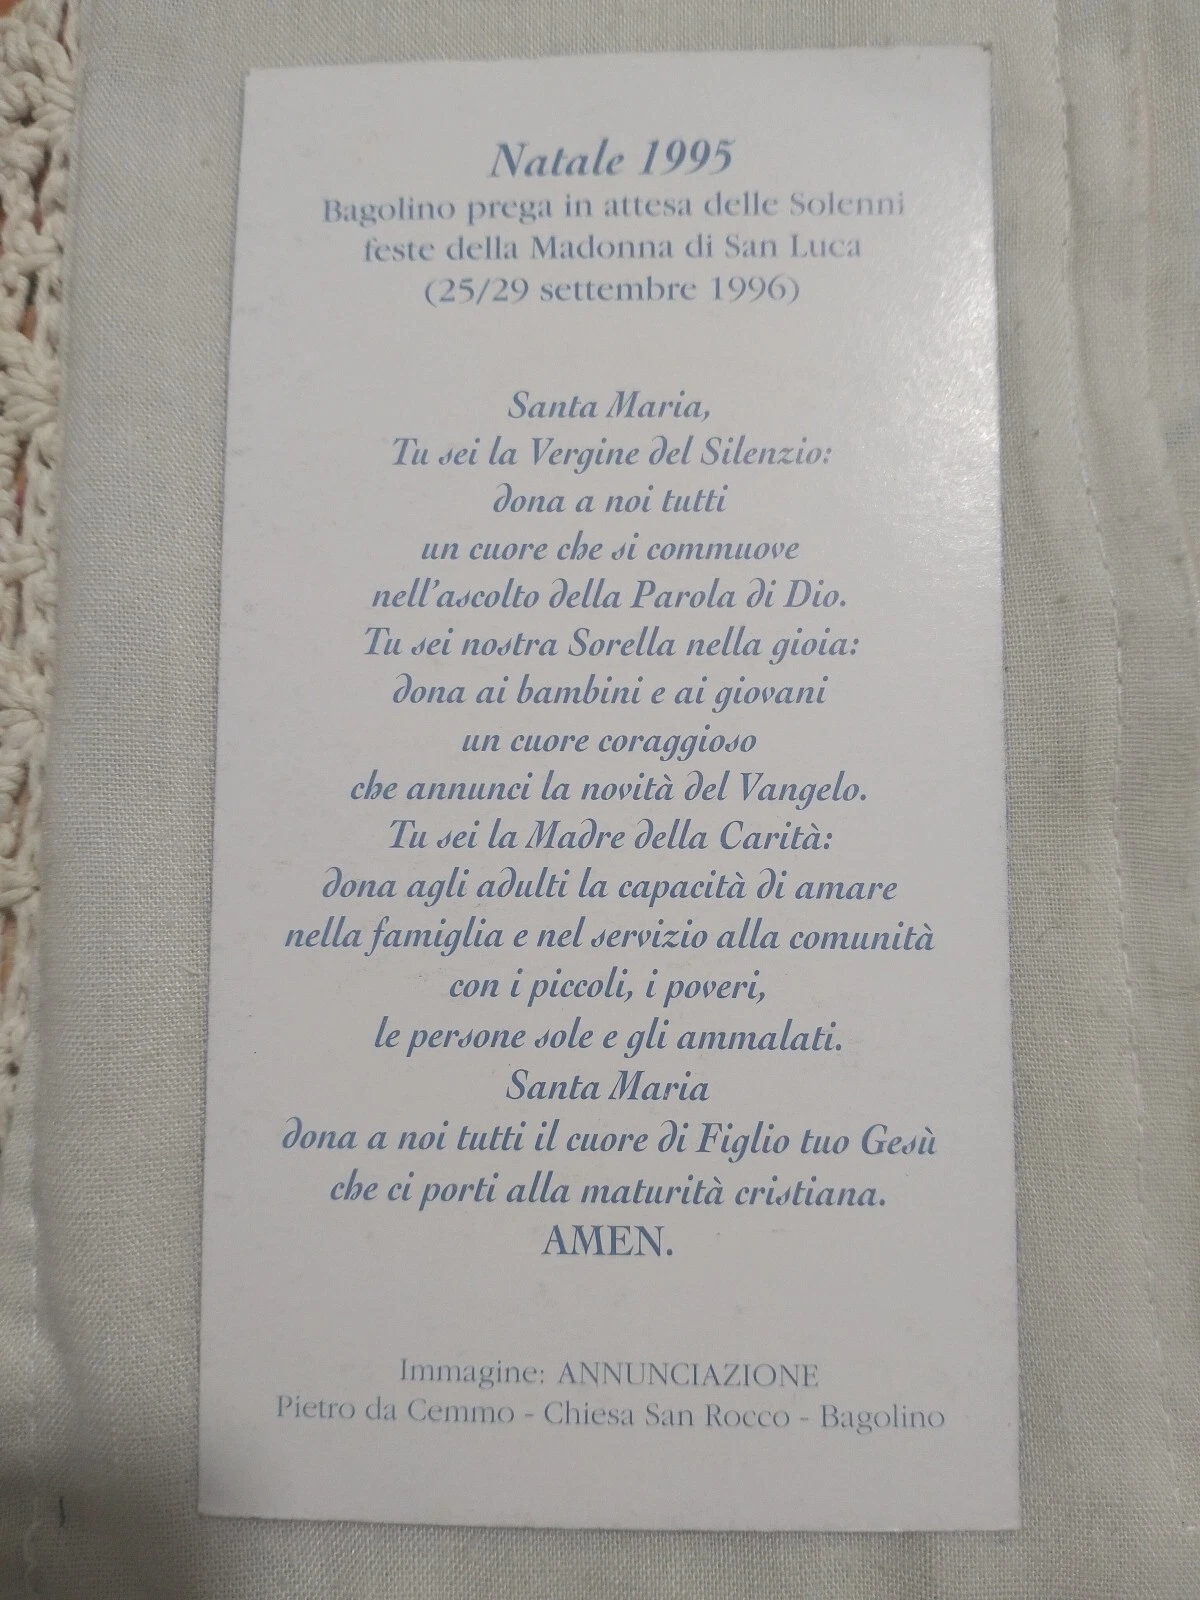 Natale 1995
Bagolino prega in attesa delle Solenni
feste della Madonna di San Luca
(25/29 settembre 1996)
Santa Maria,
Tu sei la Vergine del Silenzio:
dona a noi tutti
un cuore che si commuove
nell'ascolto della Parola di Dio.
Tu sei nostra Sorella nella gioia:
dona ai bambini e ai giovani
un cuore coraggioso
che annunci la novità del Vangelo.
Tu sei la Madre della Carità:
dona agli adulti la capacità di amare
nella famiglia e nel servizio alla comunità
con i piccoli, i poveri,
le persone sole e gli ammalati.
Santa Maria
dona a noi tutti il cuore di Figlio tuo Gesù
che ci porti alla maturità cristiana.
AMEN.
Immagine: ANNUNCIAZIONE
Pietro da Cemmo - Chiesa San Rocco - Bagolino